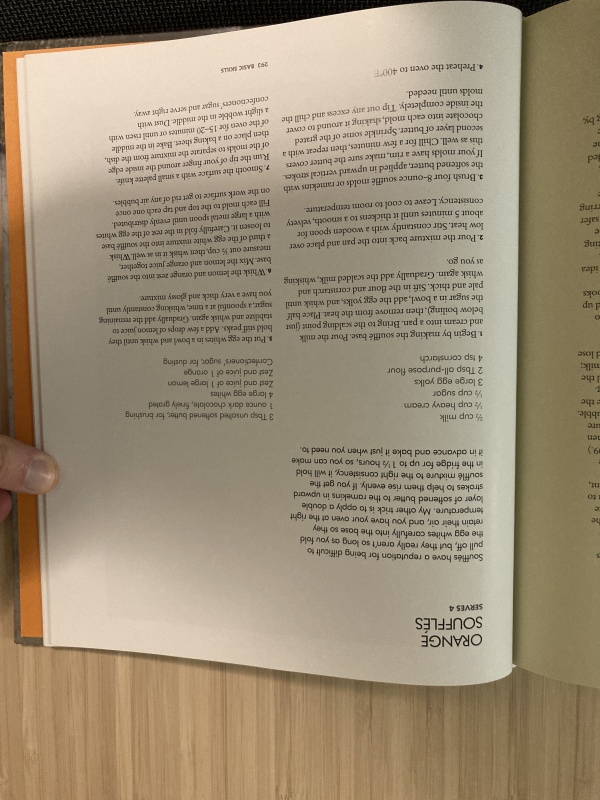 ORANGE
SOUFFLÉS
SERVES 4
Soufflés have a reputation for being difficult to
pull off, but they really aren't so long as you fold
the egg whites carefully into the base so they
retain their air, and you have your oven at the right
temperature. My other trick is to apply a double
layer of softened butter to the ramekins in upward
strokes to help them rise evenly. If you get the
soufflé mixture to the right consistency, it will hold
in the fridge for up to 1 ½ hours, so you can make
it in advance and bake it just when you need to.
⅔ cup milk
½ cup heavy cream
½ cup sugar
3 large egg yolks
2 Tbsp all-purpose flour
4 tsp cornstarch
3 Tbsp unsalted softened butter, for brushing
1 ounce dark chocolate, finely grated
4 large egg whites
Zest and juice of 1 large lemon
Zest and juice of 1 orange
Confectioners' sugar, for dusting
1. Begin by making the soufflé base. Pour the milk
and cream into a pan. Bring to the scalding point (just
below boiling), then remove from the heat. Place half
the sugar in a bowl, add the egg yolks, and whisk until
pale and thick. Sift in the flour and cornstarch and
whisk again. Gradually add the scalded milk, whisking
as you go.
2. Pour the mixture back into the pan and place over
low heat. Stir constantly with a wooden spoon for
about 5 minutes until it thickens to a smooth, velvety
consistency. Leave to cool to room temperature.
3. Brush four 8-ounce soufflé molds or ramekins with
the softened butter, applied in upward vertical strokes.
If your molds have a rim, make sure the butter covers
this as well. Chill for a few minutes, then repeat with a
second layer of butter. Sprinkle some of the grated
chocolate into each mold, shaking it around to cover
the inside completely. Tip out any excess and chill the
molds until needed.
4. Preheat the oven to 400°F.
5. Put the egg whites in a bowl and whisk until they
hold stiff peaks. Add a few drops of lemon juice to
stabilize and whisk again. Gradually add the remaining
sugar, a spoonful at a time, whisking constantly until
you have a very thick and glossy mixture.
6. Whisk the lemon and orange zest into the soufflé
base. Mix the lemon and orange juice together,
measure out ½ cup, then whisk it in as well. Whisk
a third of the egg white mixture into the soufflé base
to loosen it. Carefully fold in the rest of the egg whites
with a large metal spoon until evenly distributed.
Fill each mold to the top and tap each one once
on the work surface to get rid of any air bubbles.
7. Smooth the surface with a small palette knife.
Run the tip of your finger around the inside edge
of the molds to separate the mixture from the dish,
then place on a baking sheet. Bake in the middle
of the oven for 15–20 minutes or until risen with
a slight wobble in the middle. Dust with
confectioners' sugar and serve right away.
293 BASIC SKILLS